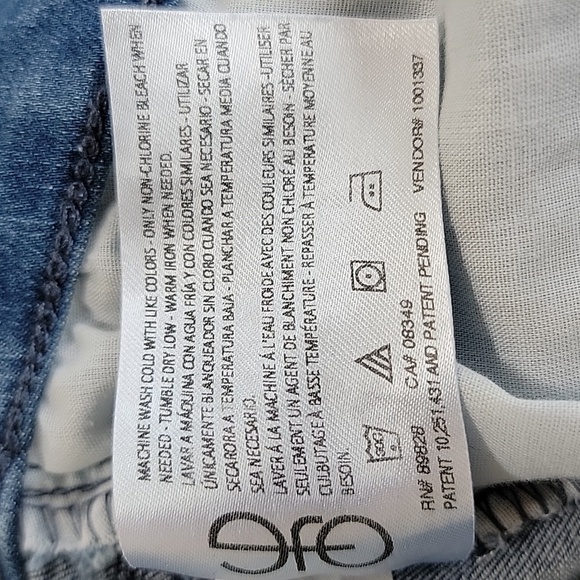 MACHINE WASH COLD WITH LIKE COLORS - ONLY NON-CHLORINE BLEACH WHEN
NEEDED - TUMBLE DRY LOW - WARM IRON WHEN NEEDED.
LAVAR A MÁQUINA CON AGUA FRÍA Y CON COLORES SIMILARES - UTILIZAR
ÚNICAMENTE BLANQUEADOR SIN CLORO CUANDO SEA NECESARIO - SECAR EN
SECARORA A TEMPERATURA BAJA - PLANCHAR A TEMPERATURA MEDIA CUANDO
SEA NECESARIO.
LAVER À LA MACHINE À L'EAU FROIDE AVEC DES COULEURS SIMILAIRES - UTILISER
SEULEMENT UN AGENT DE BLANCHIMENT NON CHLORÉ AU BESOIN - SÉCHER PAR
CULBUTAGE À BASSE TEMPÉRATURE - REPASSER À TEMPÉRATURE MOYENNE AU
BESOIN.
30C
RN# 89828 CA# 08349
PATENT 10,251,431 AND PATENT PENDING VENDOR# 1001337